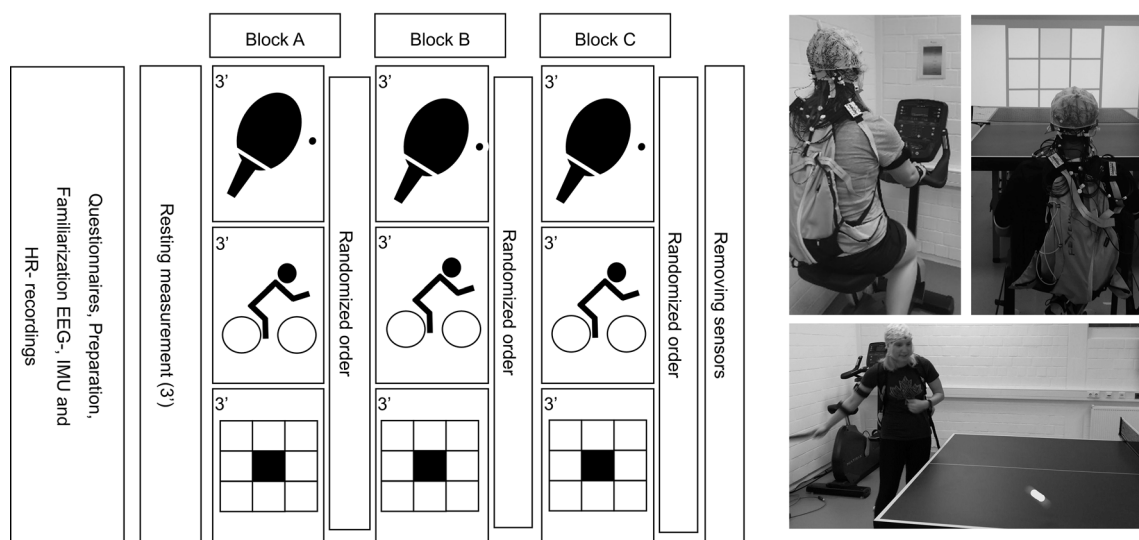 Block A
Block B
Block C
Questionnaires, Preparation,
Familiarization EEG-, IMU and
HR- recordings
Resting measurement (3’)
3’
3’
3’
Randomized order
3’
3’
3’
Randomized order
3’
3’
3’
Randomized order
Removing sensors